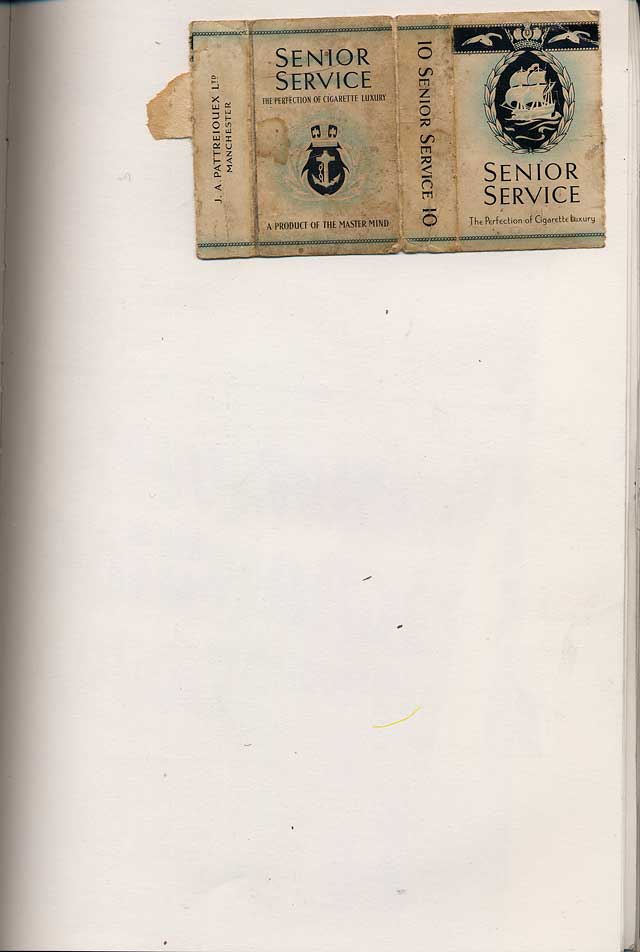 J. A. PATTREIOUEX LTD
MANCHESTER
SENIOR
SERVICE
THE PERFECTION OF CIGARETTE LUXURY
A PRODUCT OF THE MASTER MIND
10 SENIOR SERVICE 10
SENIOR
SERVICE
The Perfection of Cigarette Luxury